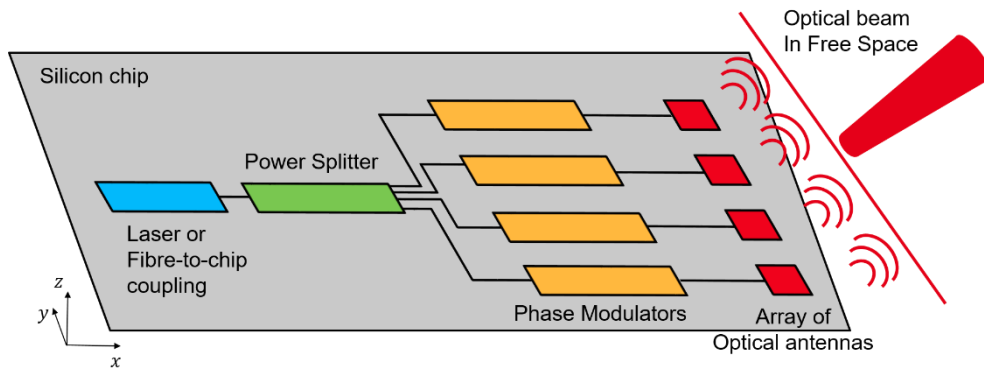 Optical beam
In Free Space
Silicon chip
Power Splitter
Laser or
Fibre-to-chip
coupling
Phase Modulators
Array of
Optical antennas
z
y
x